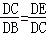 DC/DB = DE/DC